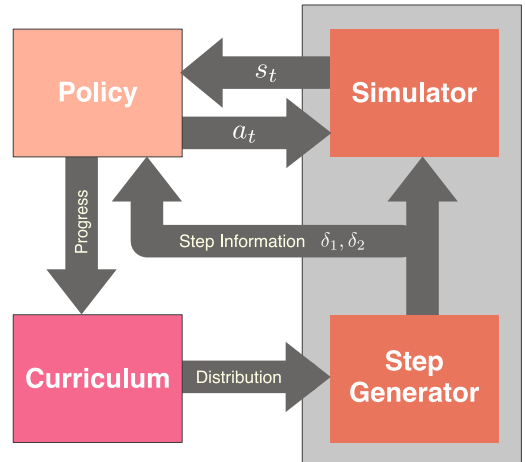 Policy
s_t
Simulator
a_t
Progress
Step Information δ_1, δ_2
Curriculum
Distribution
Step
Generator